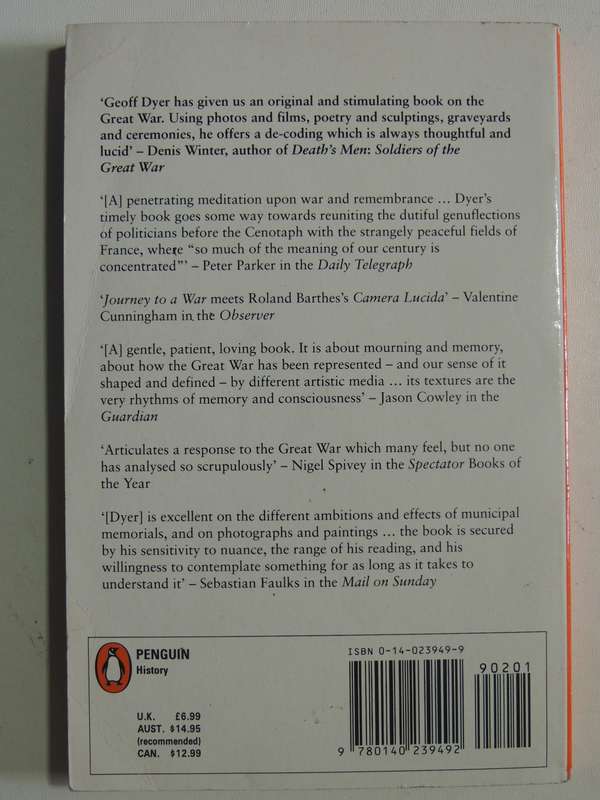 ‘Geoff Dyer has given us an original and stimulating book on the
Great War. Using photos and films, poetry and sculptings, graveyards
and ceremonies, he offers a de-coding which is always thoughtful and
lucid’ – Denis Winter, author of Death’s Men: Soldiers of the
Great War
‘[A] penetrating meditation upon war and remembrance … Dyer’s
timely book goes some way towards reuniting the dutiful genuflections
of politicians before the Cenotaph with the strangely peaceful fields of
France, where “so much of the meaning of our century is
concentrated”’ – Peter Parker in the Daily Telegraph
‘Journey to a War meets Roland Barthes’s Camera Lucida’ – Valentine
Cunningham in the Observer
‘[A] gentle, patient, loving book. It is about mourning and memory,
about how the Great War has been represented – and our sense of it
shaped and defined – by different artistic media … its textures are the
very rhythms of memory and consciousness’ – Jason Cowley in the
Guardian
‘Articulates a response to the Great War which many feel, but no one
has analysed so scrupulously’ – Nigel Spivey in the Spectator Books of
the Year
‘[Dyer] is excellent on the different ambitions and effects of municipal
memorials, and on photographs and paintings … the book is secured
by his sensitivity to nuance, the range of his reading, and his
willingness to contemplate something for as long as it takes to
understand it’ – Sebastian Faulks in the Mail on Sunday
PENGUIN
History
U.K. £6.99
AUST. $14.95
(recommended)
CAN. $12.99
ISBN 0-14-023949-9
90201
9 780140 239492